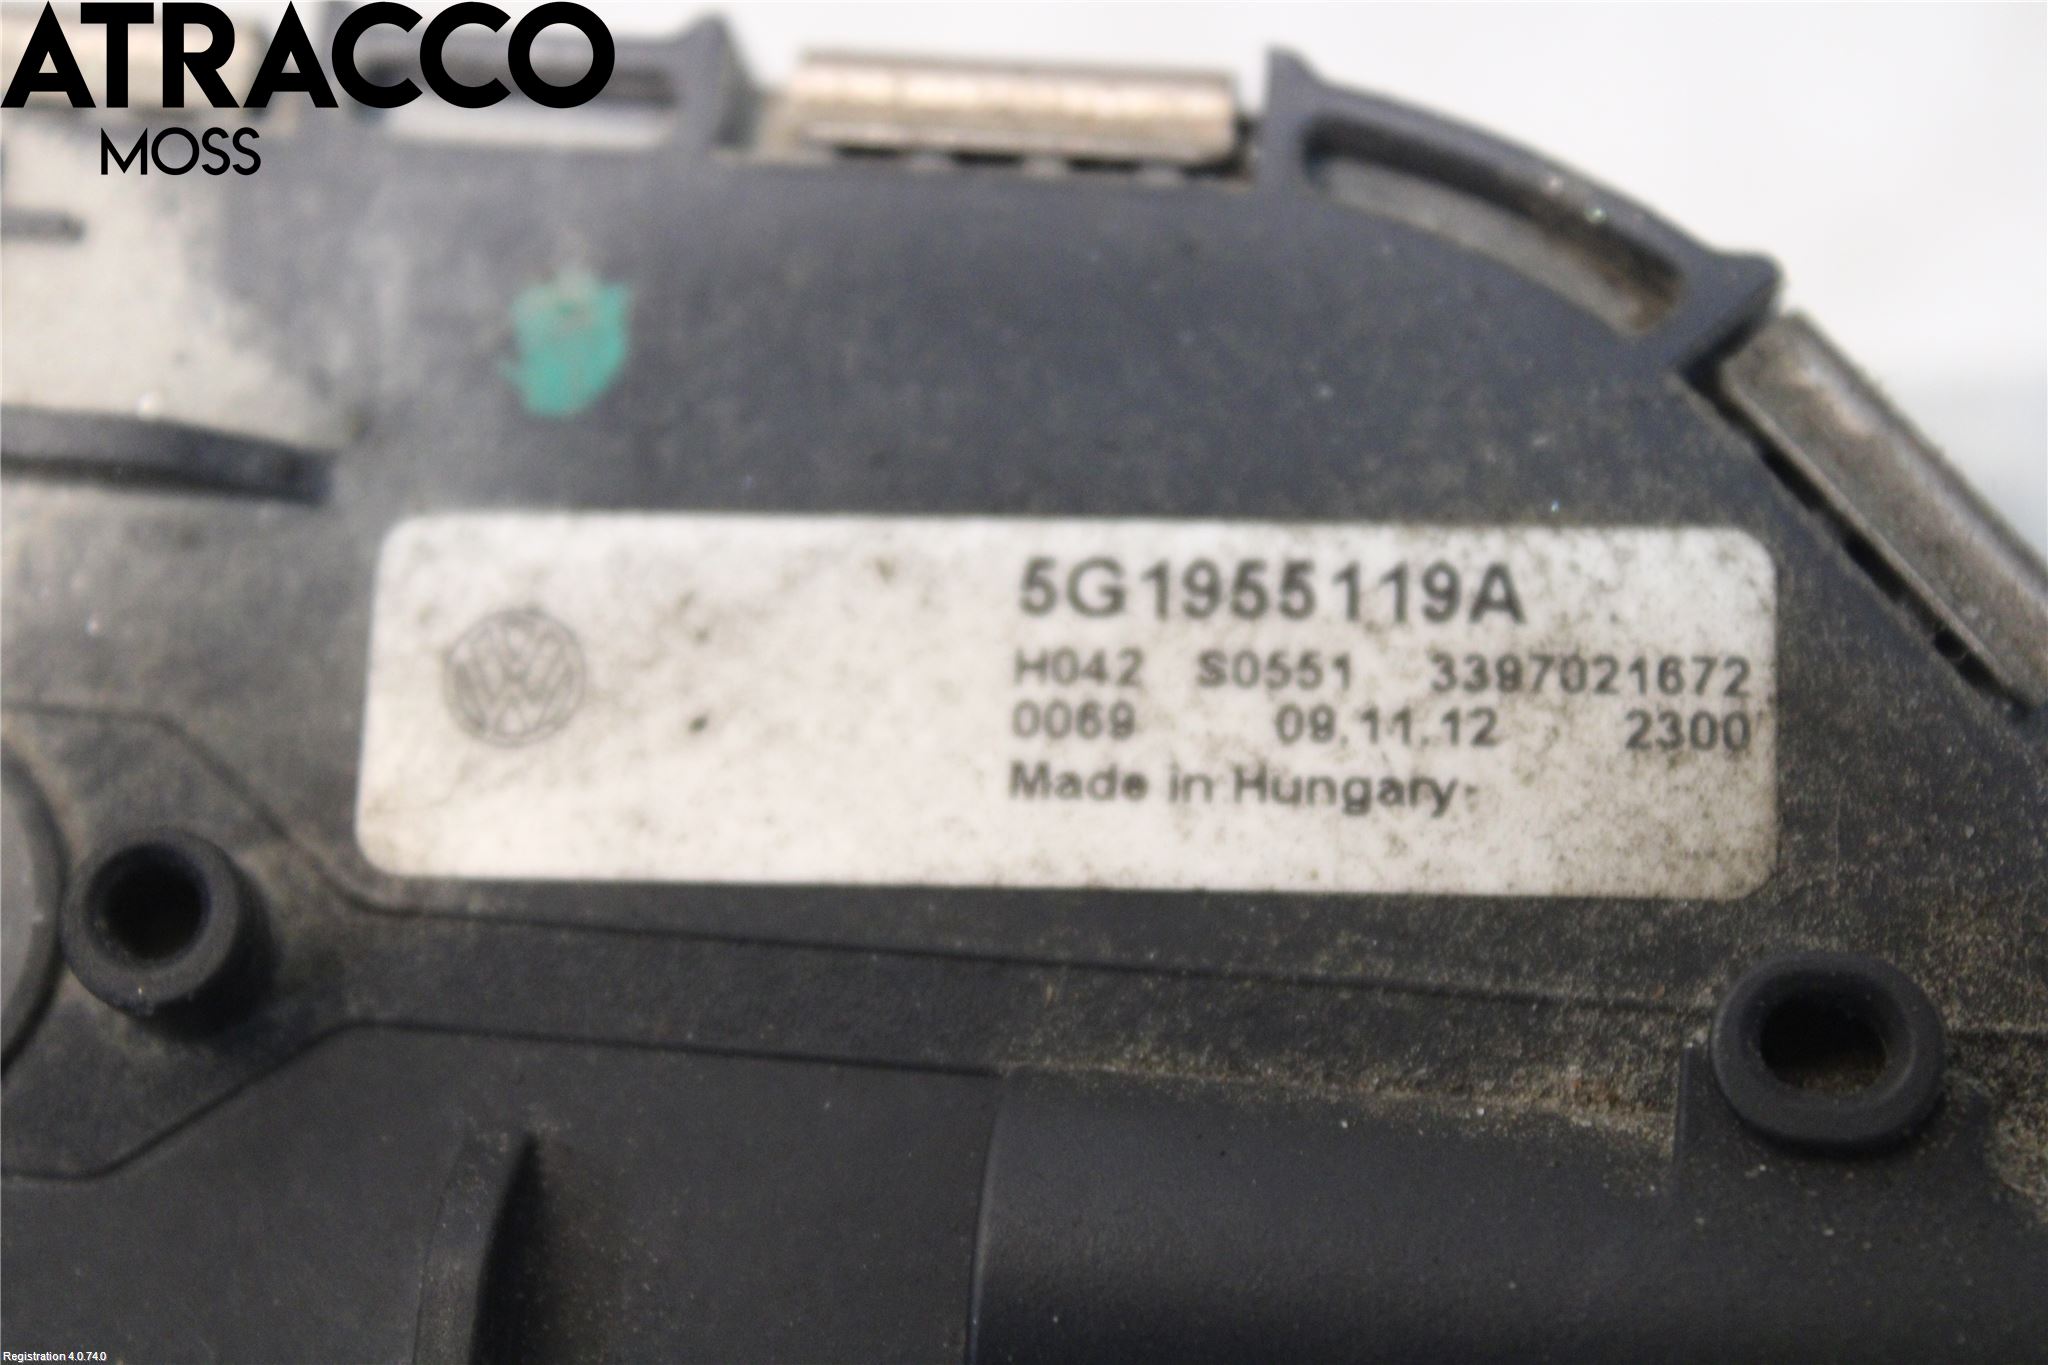 ATRACCO
MOSS
5G1955119A
H042 S0551 3397021672
0069 09.11.12 2300
Made in Hungary
Registration 4.0.74.0